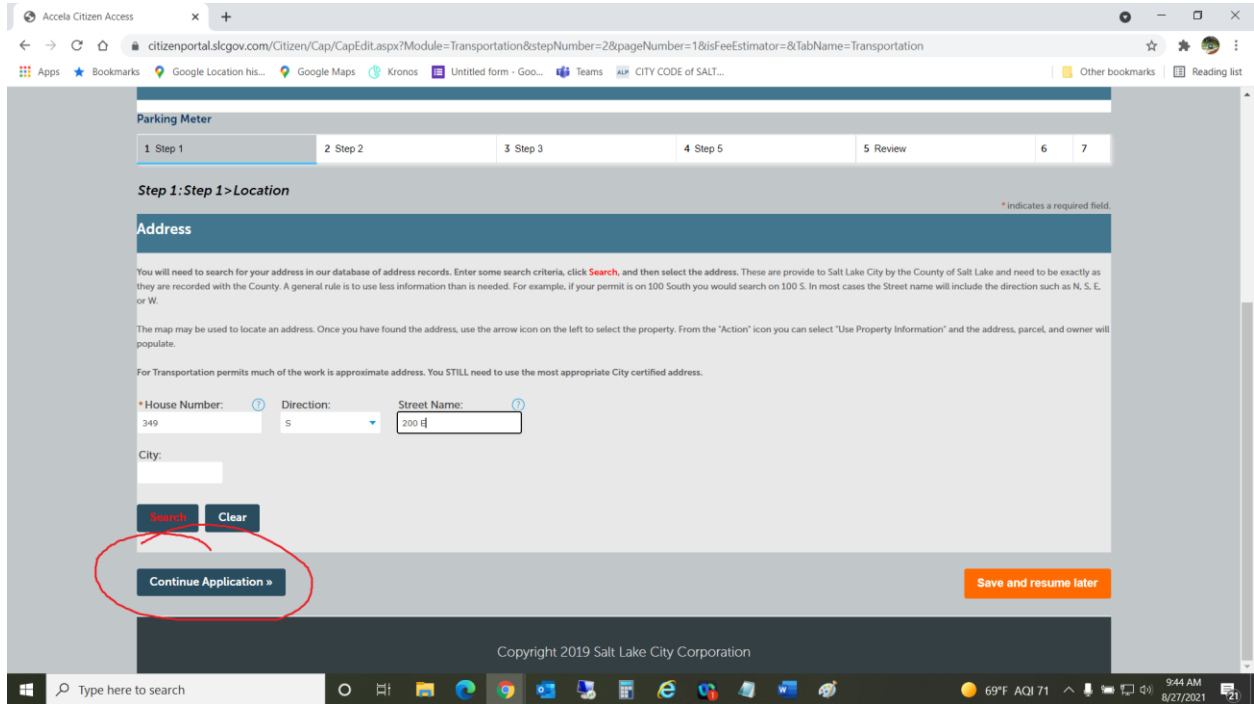 Accela Citizen Access
citizenportal.slcgov.com/Citizen/Cap/CapEdit.aspx?Module=Transportation&stepNumber=2&pageNumber=1&isFeeEstimator=&TabName=Transportation
Apps Bookmarks Google Location his... Google Maps Kronos Untitled form - Goo... Teams ALP CITY CODE of SALT... Other bookmarks Reading list
Parking Meter
1 Step 1 2 Step 2 3 Step 3 4 Step 5 5 Review 6 7
Step 1:Step 1>Location
* indicates a required field.
Address
You will need to search for your address in our database of address records. Enter some search criteria, click Search, and then select the address. These are provide to Salt Lake City by the County of Salt Lake and need to be exactly as
they are recorded with the County. A general rule is to use less information than is needed. For example, if your permit is on 100 South you would search on 100 S. In most cases the Street name will include the direction such as N, S, E,
or W.
The map may be used to locate an address. Once you have found the address, use the arrow icon on the left to select the property. From the "Action" icon you can select "Use Property Information" and the address, parcel, and owner will
populate.
For Transportation permits much of the work is approximate address. You STILL need to use the most appropriate City certified address.
*House Number: ? Direction: Street Name: ?
349 S 200 E
City:
Search Clear
Continue Application » Save and resume later
Copyright 2019 Salt Lake City Corporation
Type here to search 69°F AQI 71 9:44 AM
8/27/2021 21